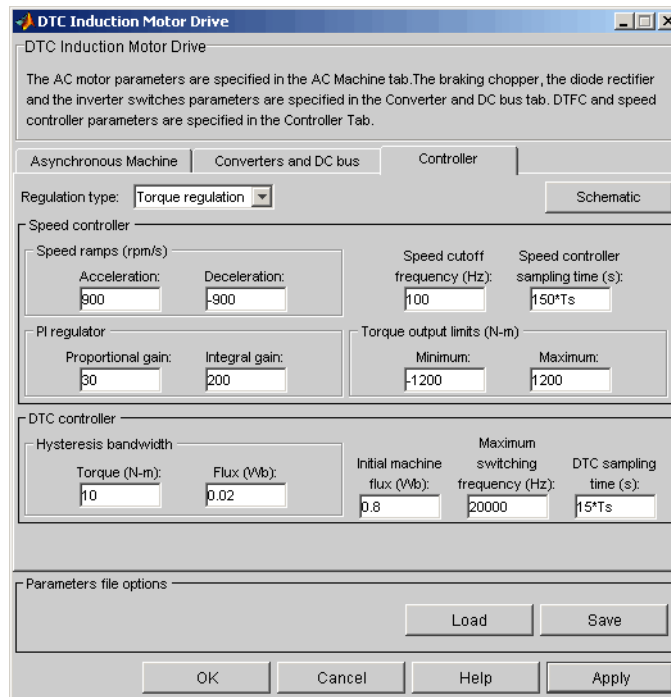 DTC Induction Motor Drive
DTC Induction Motor Drive
The AC motor parameters are specified in the AC Machine tab.The braking chopper, the diode rectifier
and the inverter switches parameters are specified in the Converter and DC bus tab. DTFC and speed
controller parameters are specified in the Controller Tab.
Asynchronous Machine Converters and DC bus Controller
Regulation type: Torque regulation Schematic
Speed controller
Speed ramps (rpm/s)
Acceleration: Deceleration:
900 -900
Speed cutoff
frequency (Hz):
100
Speed controller
sampling time (s):
150*Ts
PI regulator
Proportional gain: Integral gain:
30 200
Torque output limits (N-m)
Minimum: Maximum:
-1200 1200
DTC controller
Hysteresis bandwidth
Torque (N-m): Flux (Wb):
10 0.02
Initial machine
flux (Wb):
0.8
Maximum
switching
frequency (Hz):
20000
DTC sampling
time (s):
15*Ts
Parameters file options
Load Save
OK Cancel Help Apply